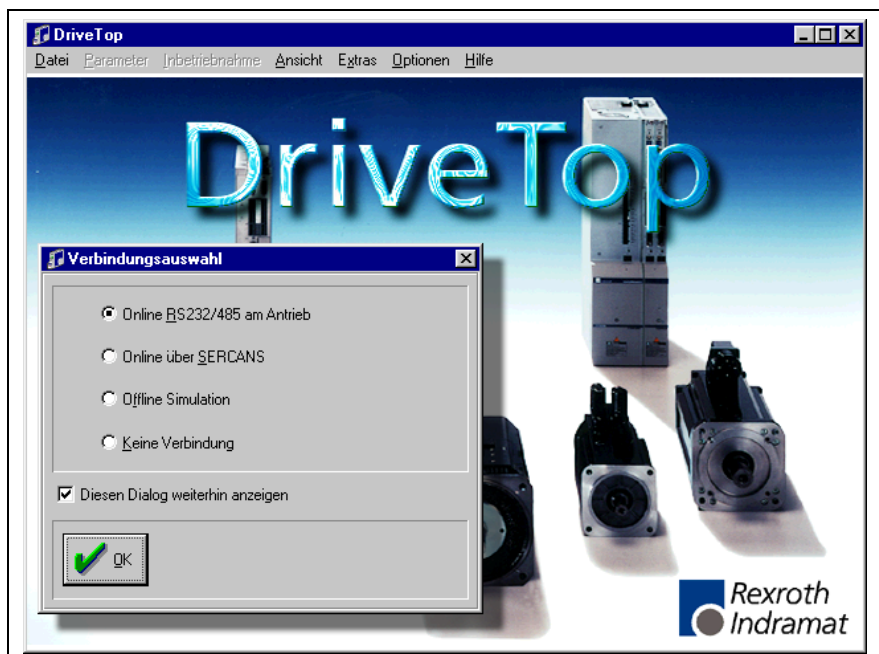 DriveTop
Datei Parameter Inbetriebnahme Ansicht Extras Optionen Hilfe
DriveTop
Verbindungsauswahl
Online RS232/485 am Antrieb
Online über SERCANS
Offline Simulation
Keine Verbindung
Diesen Dialog weiterhin anzeigen
OK
Rexroth
Indramat